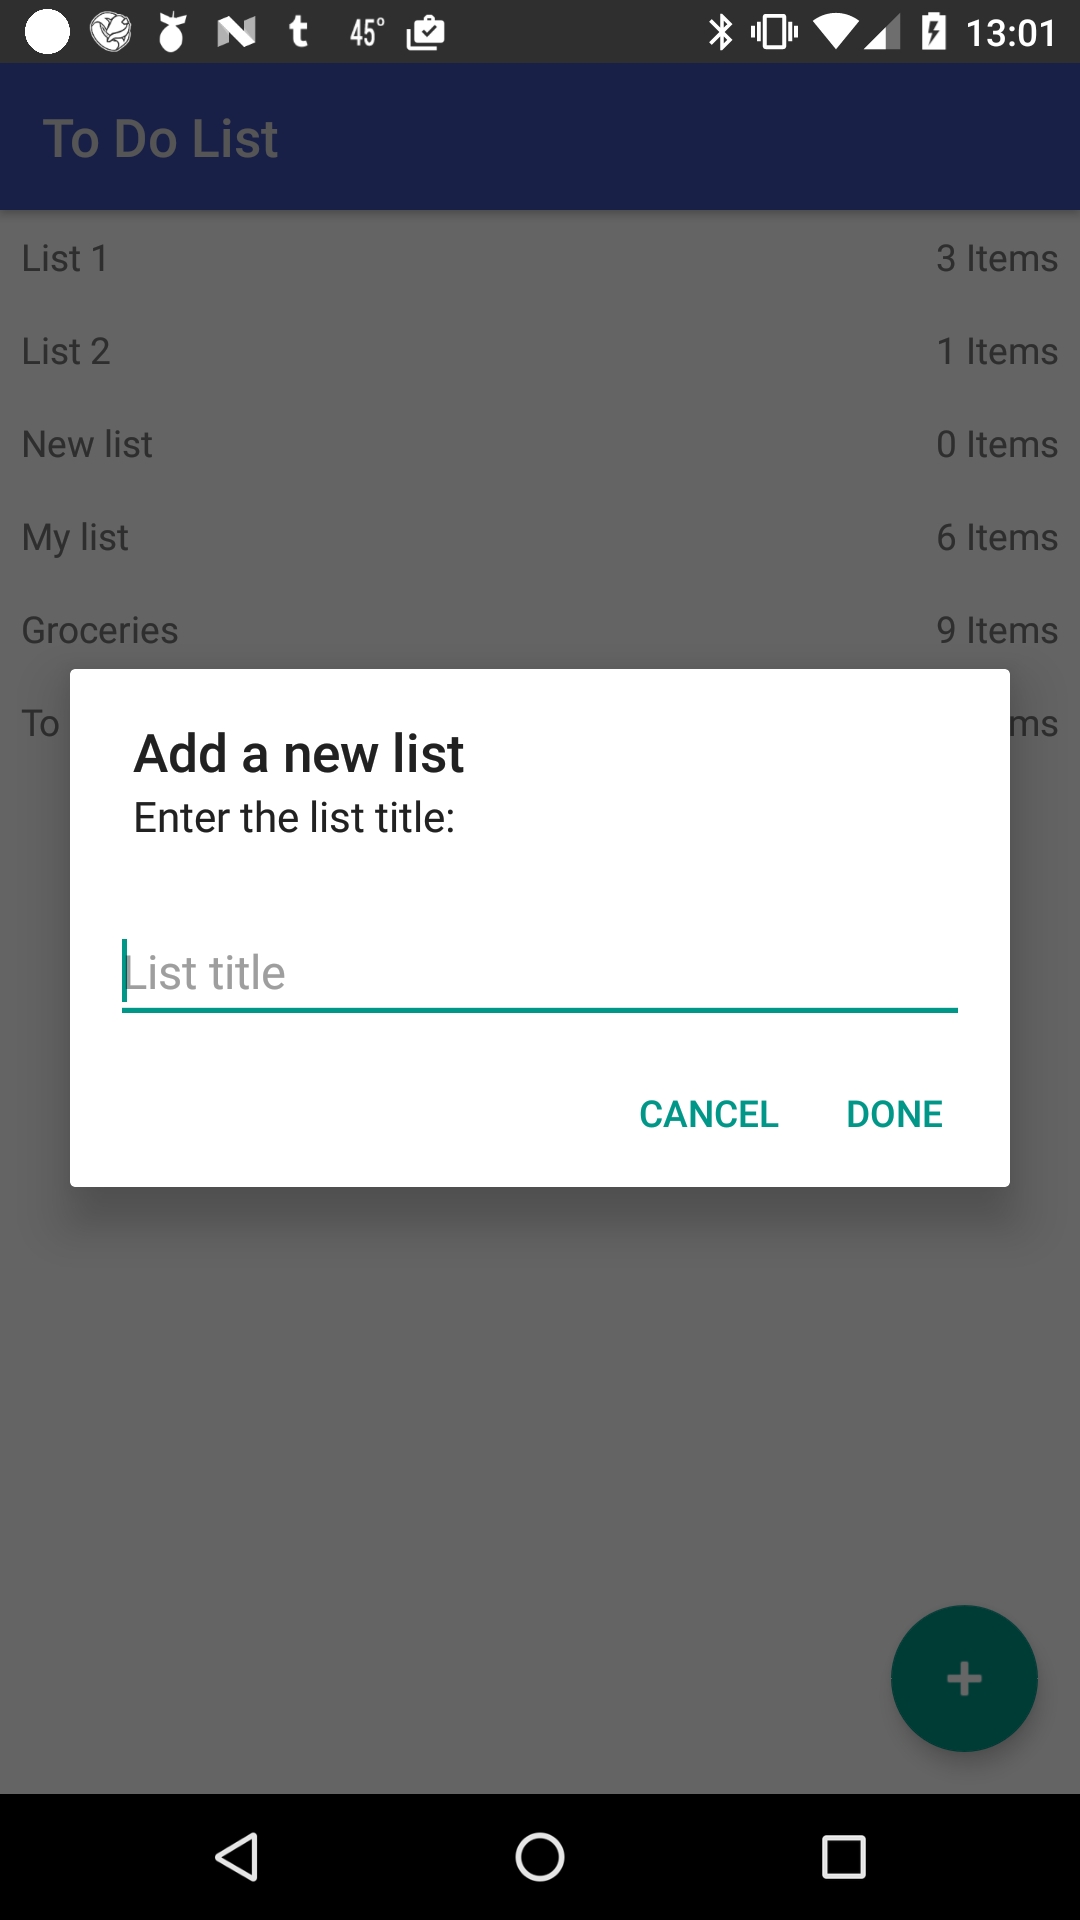 45° 13:01
To Do List
List 1 3 Items
List 2 1 Items
New list 0 Items
My list 6 Items
Groceries 9 Items
To ms
Add a new list
Enter the list title:
List title
CANCEL DONE